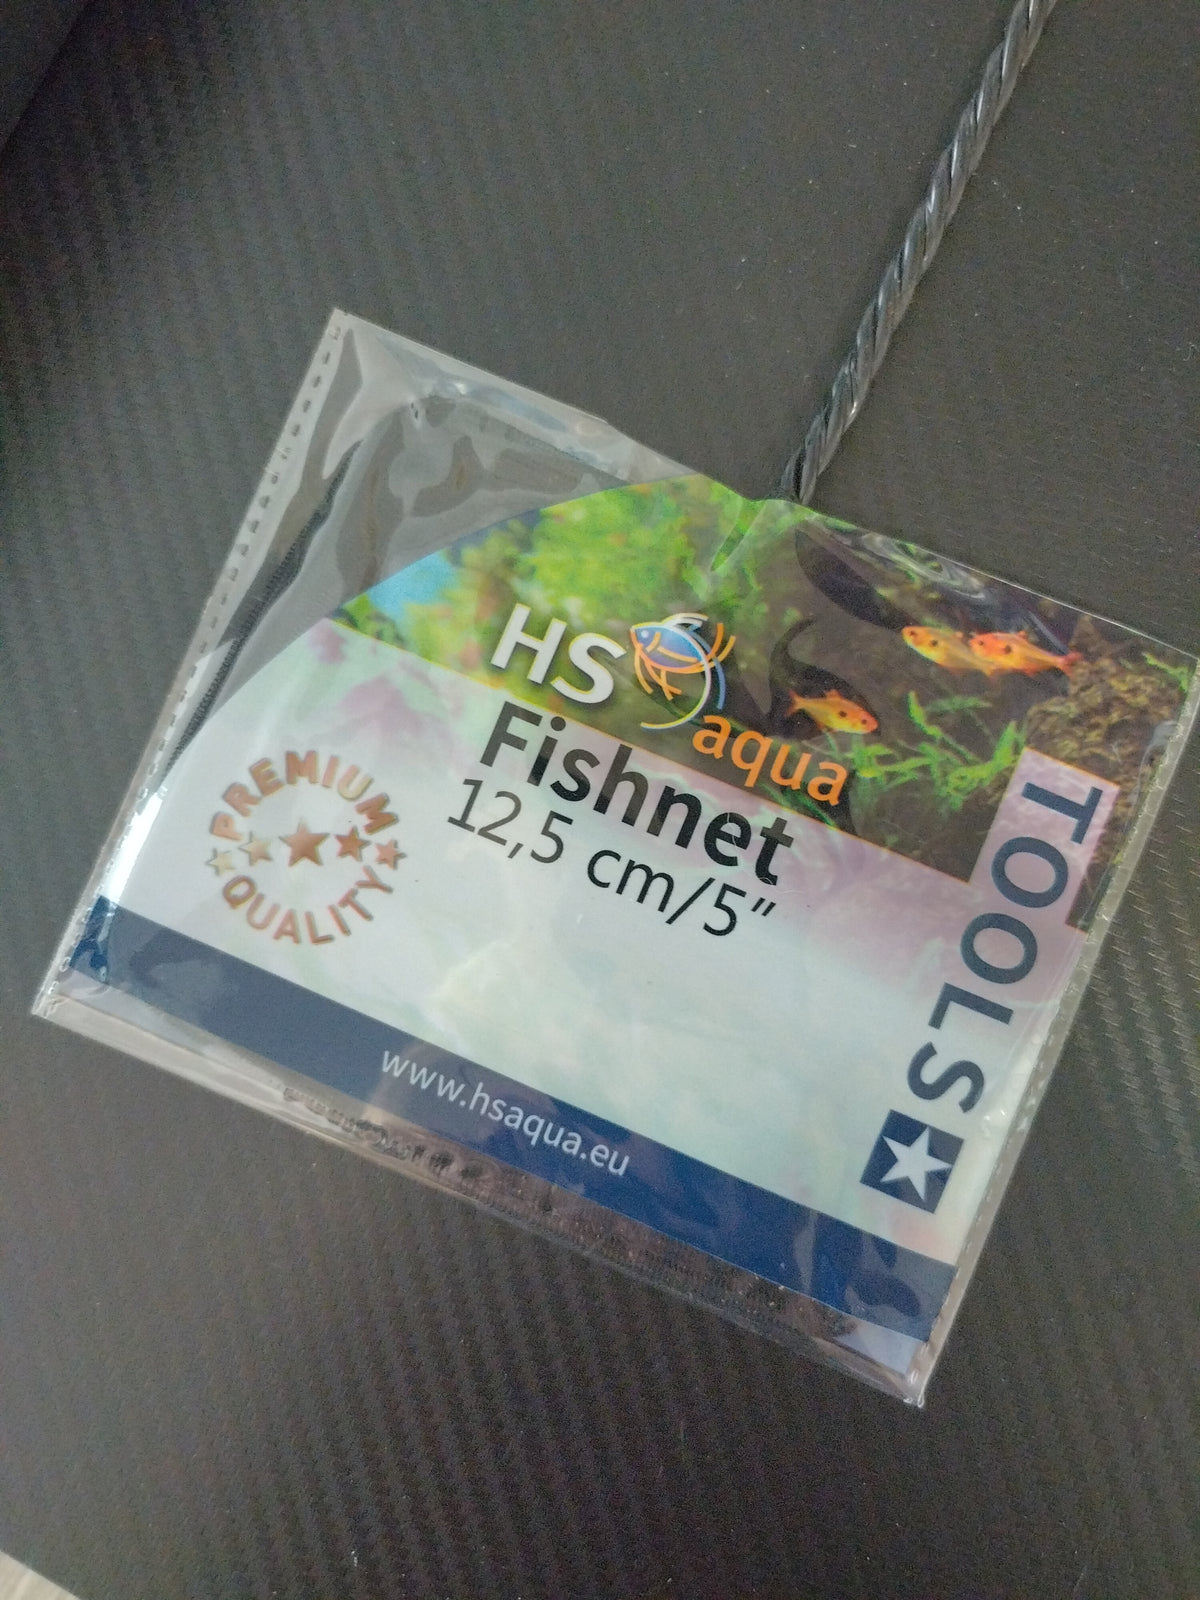 HS
aqua
Fishnet
12,5 cm/5"
PREMIUM
QUALITY
TOOLS
www.hsaqua.eu